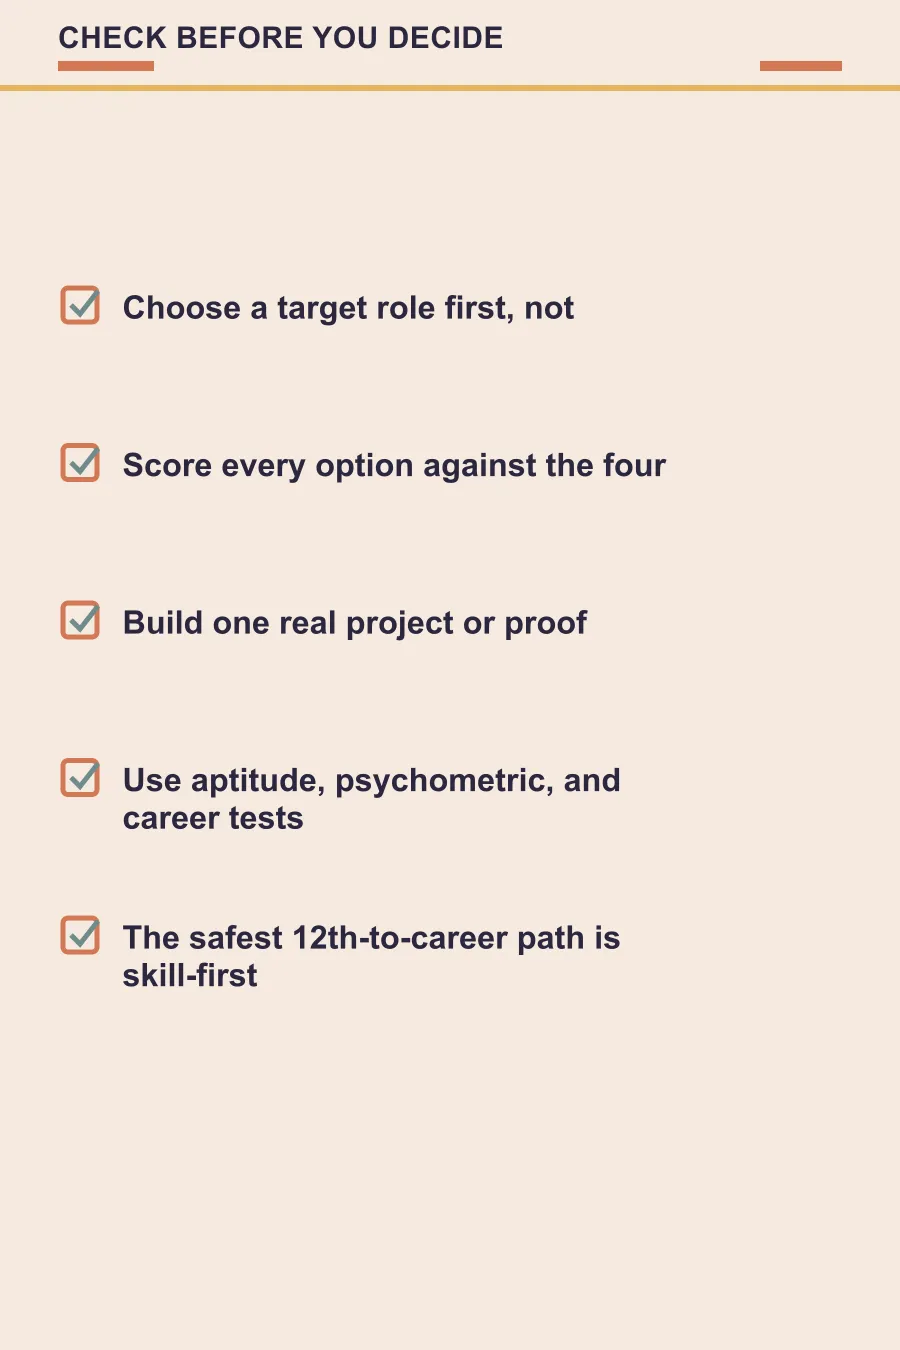 CHECK BEFORE YOU DECIDE
Choose a target role first, not
Score every option against the four
Build one real project or proof
Use aptitude, psychometric, and
career tests
The safest 12th-to-career path is
skill-first